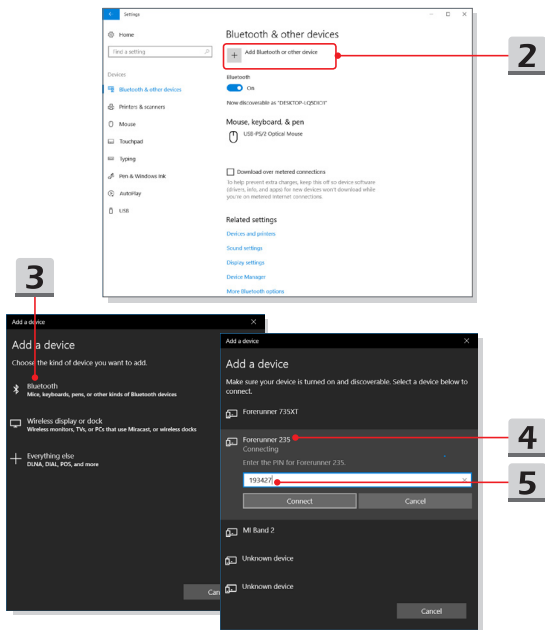 Settings
Home
Find a setting
Devices
Bluetooth & other devices
Printers & scanners
Mouse
Touchpad
Typing
Pen & Windows Ink
AutoPlay
USB
Bluetooth & other devices
Add Bluetooth or other device
Bluetooth
On
Now discoverable as "DESKTOP-LQ5DIC3"
Mouse, keyboard, & pen
USB-PS/2 Optical Mouse
Download over metered connections
To help prevent extra charges, keep this off so device software
(drivers, info, and apps) for new devices won't download while
you're on metered internet connections.
Related settings
Devices and printers
Sound settings
Display settings
Device Manager
More Bluetooth options
2
3
Add a device
Add a device
Choose the kind of device you want to add.
Bluetooth
Mice, keyboards, pens, or other kinds of Bluetooth devices
Wireless display or dock
Wireless monitors, TVs, or PCs that use Miracast, or wireless docks
Everything else
DLNA, DIAL, POS, and more
Can
Add a device
Add a device
Make sure your device is turned on and discoverable. Select a device below to
connect.
Forerunner 735XT
Forerunner 235
Connecting
Enter the PIN for Forerunner 235.
193427
Connect Cancel
MI Band 2
Unknown device
Unknown device
Cancel
4
5